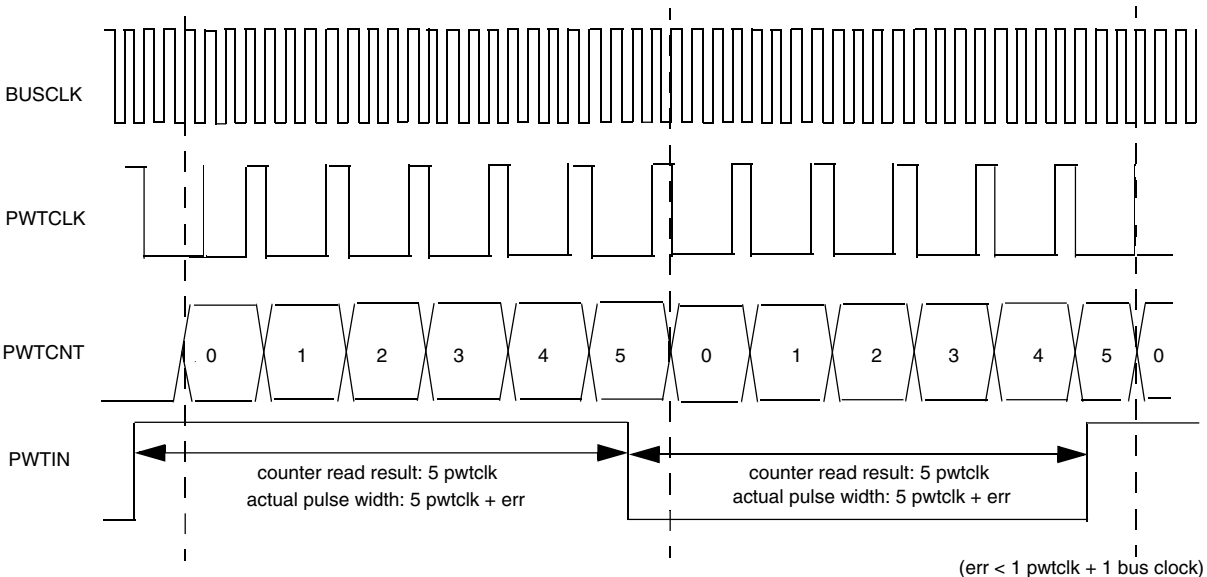 BUSCLK
PWTCLK
PWTCNT
0 1 2 3 4 5 0 1 2 3 4 5 0
PWTIN
counter read result: 5 pwtclk
actual pulse width: 5 pwtclk + err
counter read result: 5 pwtclk
actual pulse width: 5 pwtclk + err
(err < 1 pwtclk + 1 bus clock)